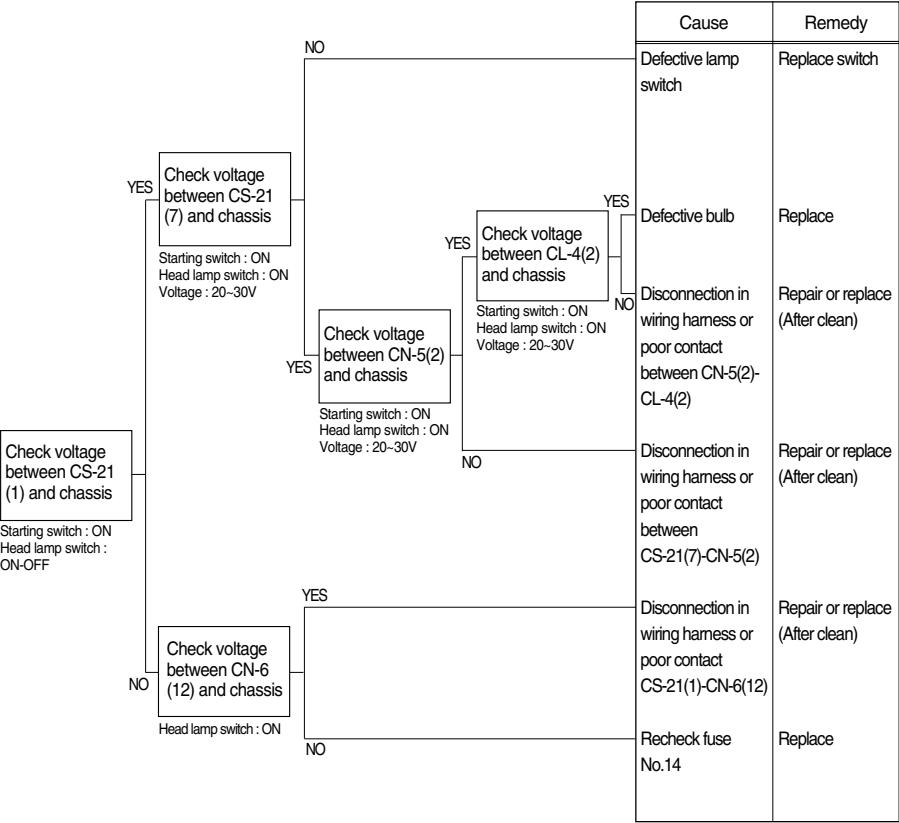 Cause
Remedy
NO
Defective lamp
switch
Replace switch
YES
Check voltage
between CS-21
(7) and chassis
Starting switch : ON
Head lamp switch : ON
Voltage : 20~30V
YES
Defective bulb
Replace
YES
Check voltage
between CL-4(2)
and chassis
Starting switch : ON
Head lamp switch : ON
Voltage : 20~30V
NO
Disconnection in
wiring harness or
poor contact
between CN-5(2)-
CL-4(2)
Repair or replace
(After clean)
YES
Check voltage
between CN-5(2)
and chassis
Starting switch : ON
Head lamp switch : ON
Voltage : 20~30V
NO
Disconnection in
wiring harness or
poor contact
between
CS-21(7)-CN-5(2)
Repair or replace
(After clean)
Check voltage
between CS-21
(1) and chassis
Starting switch : ON
Head lamp switch :
ON-OFF
YES
Disconnection in
wiring harness or
poor contact
CS-21(1)-CN-6(12)
Repair or replace
(After clean)
NO
Check voltage
between CN-6
(12) and chassis
Head lamp switch : ON
NO
Recheck fuse
No.14
Replace